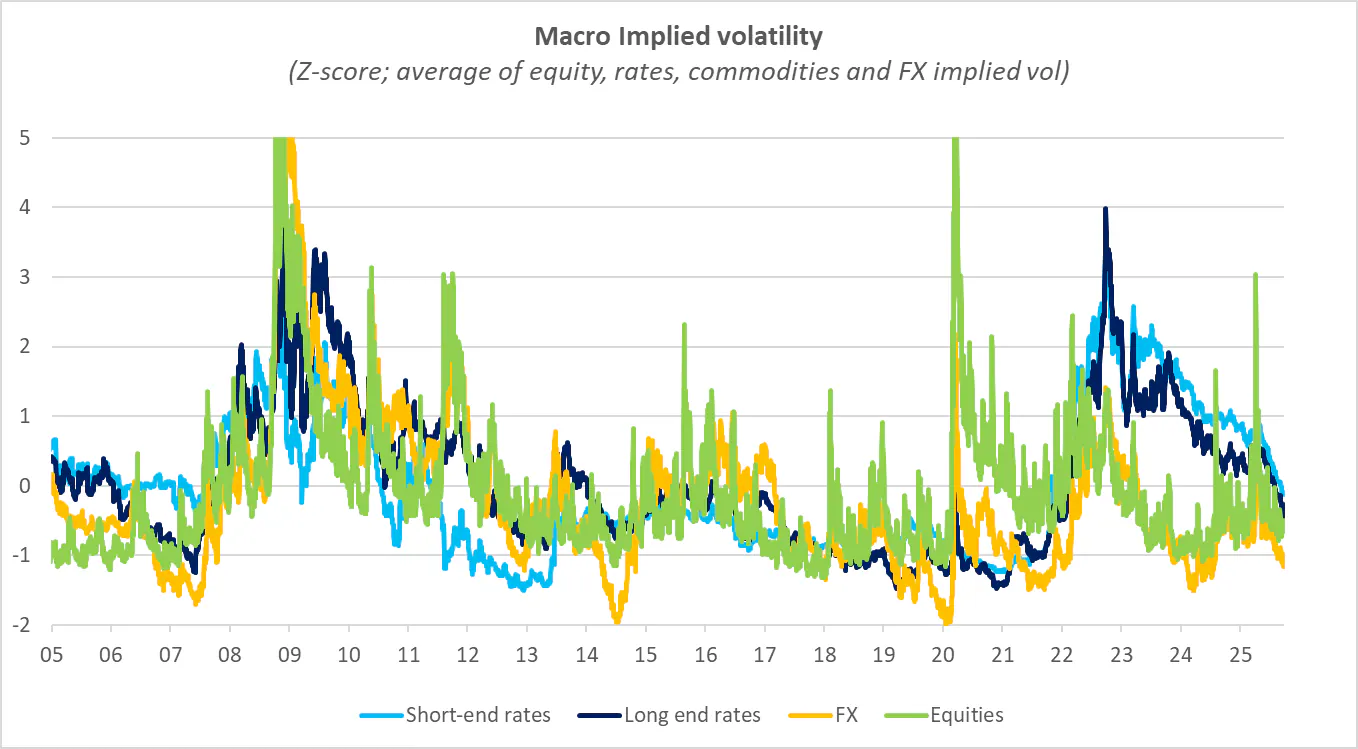 Macro Implied volatility
(Z-score; average of equity, rates, commodities and FX implied vol)
5
4
3
2
1
0
-1
-2
05 06 07 08 09 10 11 12 13 14 15 16 17 18 19 20 21 22 23 24 25
Short-end rates Long end rates FX Equities